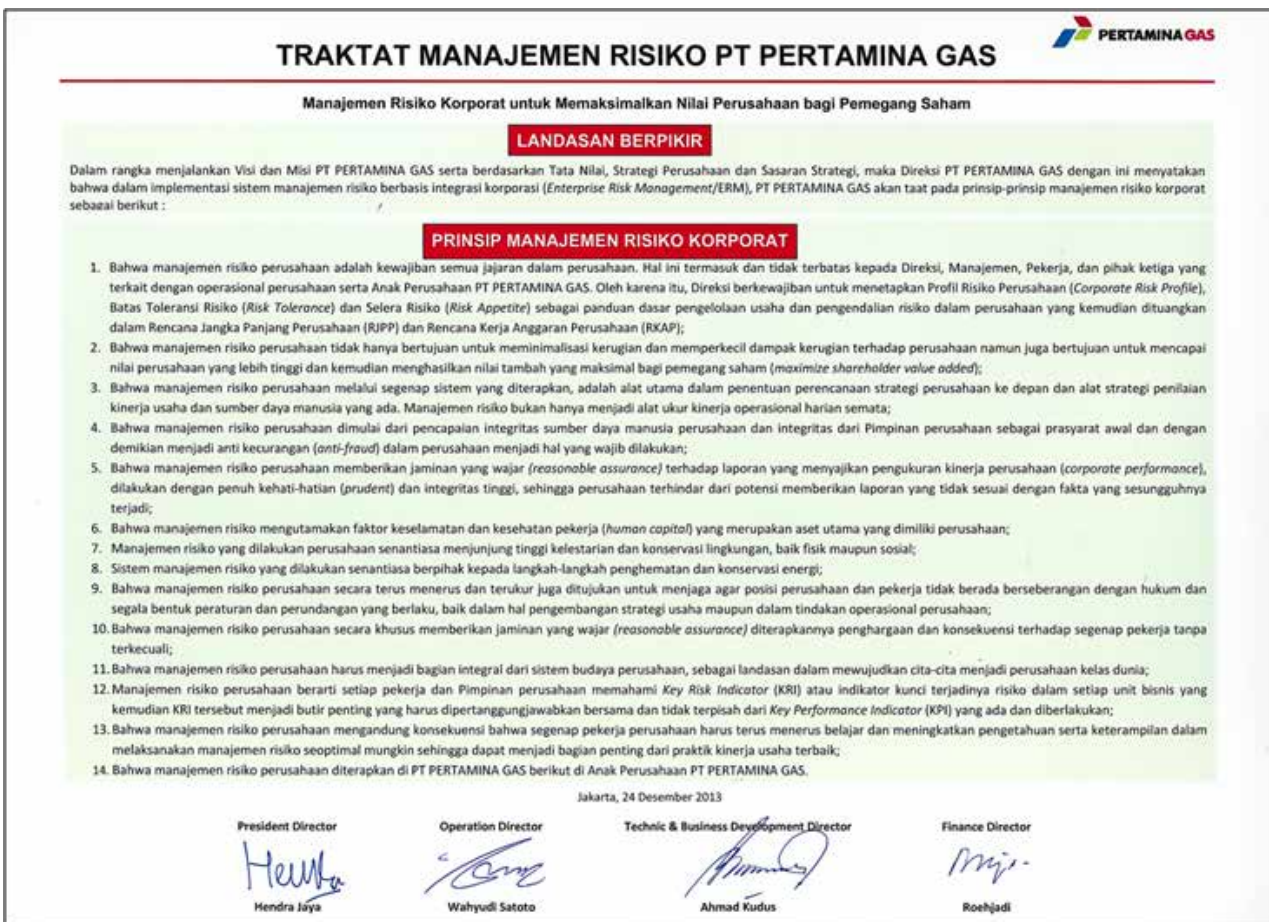 PERTAMINA GAS
TRAKTAT MANAJEMEN RISIKO PT PERTAMINA GAS
Manajemen Risiko Korporat untuk Memaksimalkan Nilai Perusahaan bagi Pemegang Saham
LANDASAN BERPIKIR
Dalam rangka menjalankan Visi dan Misi PT PERTAMINA GAS serta berdasarkan Tata Nilai, Strategi Perusahaan dan Sasaran Strategi, maka Direksi PT PERTAMINA GAS dengan ini menyatakan
bahwa dalam implementasi sistem manajemen risiko berbasis integrasi korporasi (Enterprise Risk Management/ERM), PT PERTAMINA GAS akan taat pada prinsip-prinsip manajemen risiko korporat
sebagai berikut :
PRINSIP MANAJEMEN RISIKO KORPORAT
1. Bahwa manajemen risiko perusahaan adalah kewajiban semua jajaran dalam perusahaan. Hal ini termasuk dan tidak terbatas kepada Direksi, Manajemen, Pekerja, dan pihak ketiga yang
terkait dengan operasional perusahaan serta Anak Perusahaan PT PERTAMINA GAS. Oleh karena itu, Direksi berkewajiban untuk menetapkan Profil Risiko Perusahaan (Corporate Risk Profile),
Batas Toleransi Risiko (Risk Tolerance) dan Selera Risiko (Risk Appetite) sebagai panduan dasar pengelolaan usaha dan pengendalian risiko dalam perusahaan yang kemudian dituangkan
dalam Rencana Jangka Panjang Perusahaan (RJPP) dan Rencana Kerja Anggaran Perusahaan (RKAP);
2. Bahwa manajemen risiko perusahaan tidak hanya bertujuan untuk meminimalisasi kerugian dan memperkecil dampak kerugian terhadap perusahaan namun juga bertujuan untuk mencapai
nilai perusahaan yang lebih tinggi dan kemudian menghasilkan nilai tambah yang maksimal bagi pemegang saham (maximize shareholder value added);
3. Bahwa manajemen risiko perusahaan melalui segenap sistem yang diterapkan, adalah alat utama dalam penentuan perencanaan strategi perusahaan ke depan dan alat strategi penilaian
kinerja usaha dan sumber daya manusia yang ada. Manajemen risiko bukan hanya menjadi alat ukur kinerja operasional harian semata;
4. Bahwa manajemen risiko perusahaan dimulai dari pencapaian integritas sumber daya manusia perusahaan dan integritas dari Pimpinan perusahaan sebagai prasyarat awal dan dengan
demikian menjadi anti kecurangan (anti-fraud) dalam perusahaan menjadi hal yang wajib dilakukan;
5. Bahwa manajemen risiko perusahaan memberikan jaminan yang wajar (reasonable assurance) terhadap laporan yang menyajikan pengukuran kinerja perusahaan (corporate performance),
dilakukan dengan penuh kehati-hatian (prudent) dan integritas tinggi, sehingga perusahaan terhindar dari potensi memberikan laporan yang tidak sesuai dengan fakta yang sesungguhnya
terjadi;
6. Bahwa manajemen risiko mengutamakan faktor keselamatan dan kesehatan pekerja (human capital) yang merupakan aset utama yang dimiliki perusahaan;
7. Manajemen risiko yang dilakukan perusahaan senantiasa menjunjung tinggi kelestarian dan konservasi lingkungan, baik fisik maupun sosial;
8. Sistem manajemen risiko yang dilakukan senantiasa berpihak kepada langkah-langkah penghematan dan konservasi energi;
9. Bahwa manajemen risiko perusahaan secara terus menerus dan terukur juga ditujukan untuk menjaga agar posisi perusahaan dan pekerja tidak berada berseberangan dengan hukum dan
segala bentuk peraturan dan perundangan yang berlaku, baik dalam hal pengembangan strategi usaha maupun dalam tindakan operasional perusahaan;
10. Bahwa manajemen risiko perusahaan secara khusus memberikan jaminan yang wajar (reasonable assurance) diterapkannya penghargaan dan konsekuensi terhadap segenap pekerja tanpa
terkecuali;
11. Bahwa manajemen risiko perusahaan harus menjadi bagian integral dari sistem budaya perusahaan, sebagai landasan dalam mewujudkan cita-cita menjadi perusahaan kelas dunia;
12. Manajemen risiko perusahaan berarti setiap pekerja dan Pimpinan perusahaan memahami Key Risk Indicator (KRI) atau indikator kunci terjadinya risiko dalam setiap unit bisnis yang
kemudian KRI tersebut menjadi butir penting yang harus dipertanggungjawabkan bersama dan tidak terpisah dari Key Performance Indicator (KPI) yang ada dan diberlakukan;
13. Bahwa manajemen risiko perusahaan mengandung konsekuensi bahwa segenap pekerja perusahaan harus terus menerus belajar dan meningkatkan pengetahuan serta keterampilan dalam
melaksanakan manajemen risiko seoptimal mungkin sehingga dapat menjadi bagian penting dari praktik kinerja usaha terbaik;
14. Bahwa manajemen risiko perusahaan diterapkan di PT PERTAMINA GAS berikut di Anak Perusahaan PT PERTAMINA GAS.
Jakarta, 24 Desember 2013
President Director Operation Director Technic & Business Development Director Finance Director
Hendra Jaya Wahyudi Satoto Ahmad Kudus Roehjadi